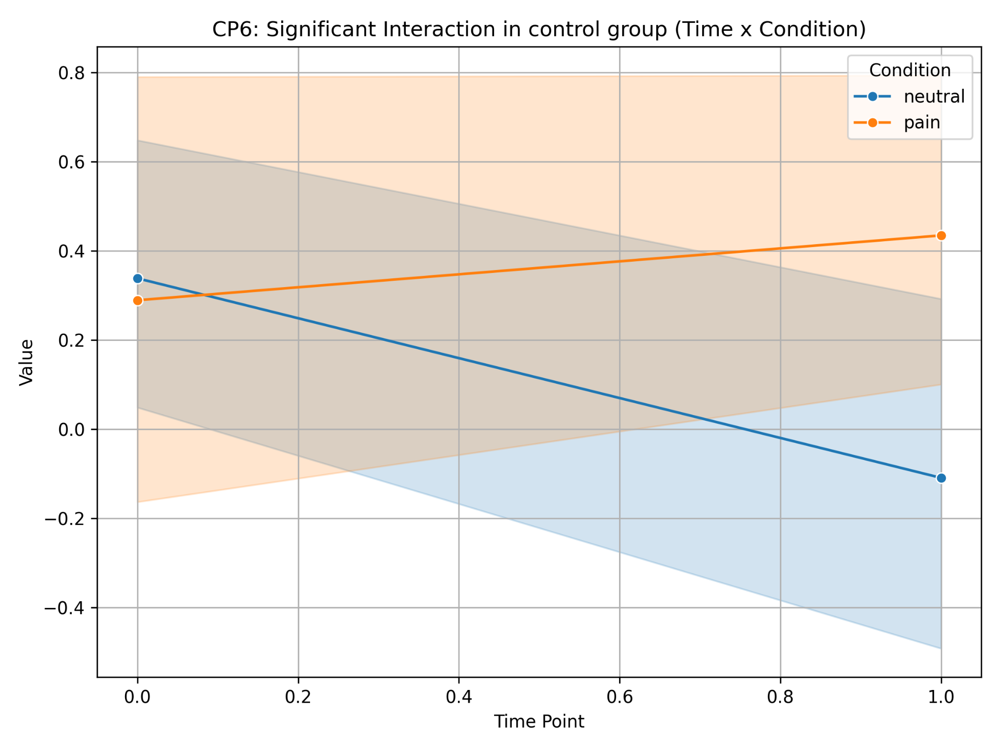 CP6: Significant Interaction in control group (Time x Condition)
Condition
neutral
pain
Value
0.8
0.6
0.4
0.2
0.0
−0.2
−0.4
0.0 0.2 0.4 0.6 0.8 1.0
Time Point